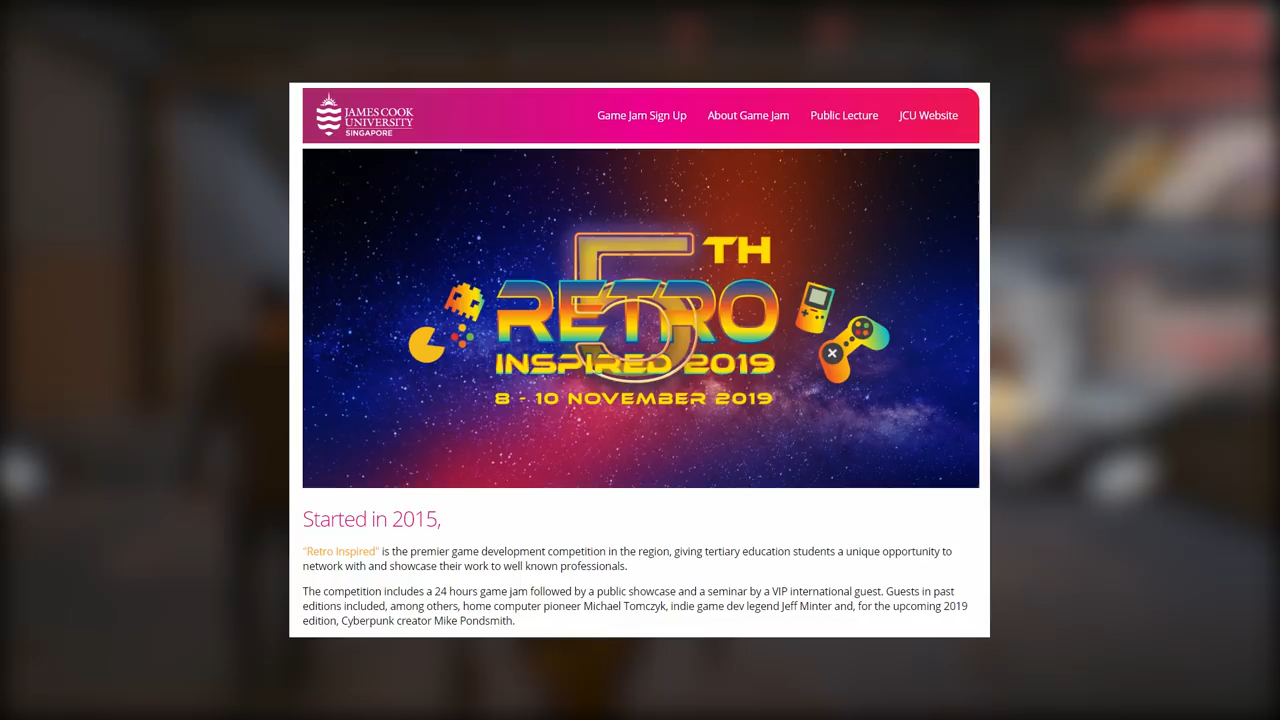 JAMES COOK
UNIVERSITY
SINGAPORE
Game Jam Sign Up About Game Jam Public Lecture JCU Website
5TH
RETRO
INSPIRED 2019
8 - 10 NOVEMBER 2019
Started in 2015,
"Retro Inspired" is the premier game development competition in the region, giving tertiary education students a unique opportunity to
network with and showcase their work to well known professionals.
The competition includes a 24 hours game jam followed by a public showcase and a seminar by a VIP international guest. Guests in past
editions included, among others, home computer pioneer Michael Tomczyk, indie game dev legend Jeff Minter and, for the upcoming 2019
edition, Cyberpunk creator Mike Pondsmith.